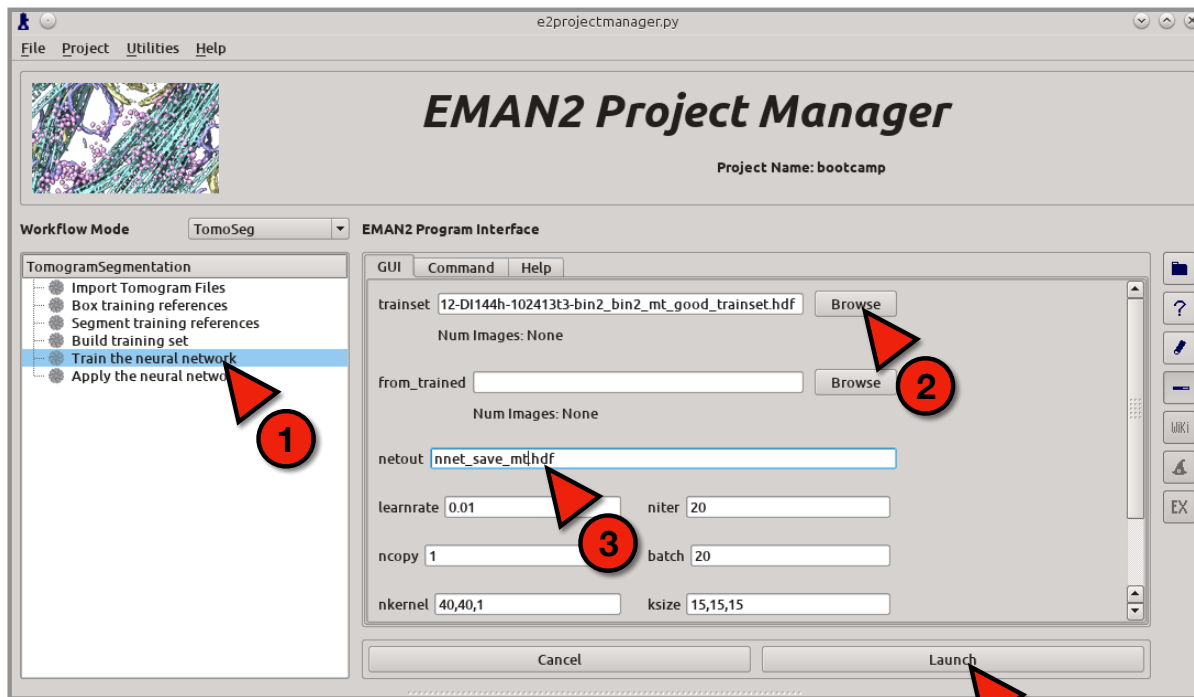 e2projectmanager.py
File Project Utilities Help
EMAN2 Project Manager
Project Name: bootcamp
Workflow Mode TomoSeg
EMAN2 Program Interface
TomogramSegmentation
Import Tomogram Files
Box training references
Segment training references
Build training set
Train the neural network
Apply the neural netwo
1
GUI Command Help
trainset 12-DI144h-102413t3-bin2_bin2_mt_good_trainset.hdf Browse
Num Images: None
2
from_trained Browse
Num Images: None
netout nnet_save_mt.hdf
3
learnrate 0.01 niter 20
ncopy 1 batch 20
nkernel 40,40,1 ksize 15,15,15
Cancel Launch
?
WiKi
EX